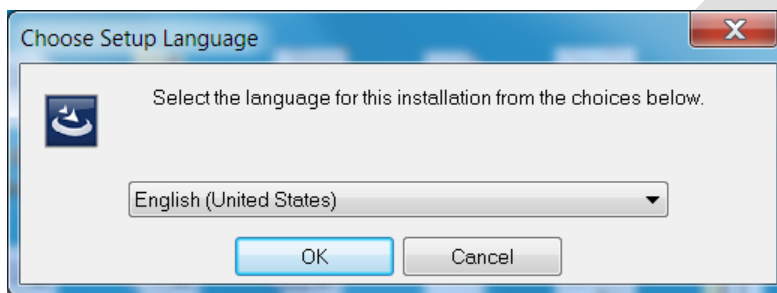 Choose Setup Language
Select the language for this installation from the choices below.
English (United States)
OK
Cancel